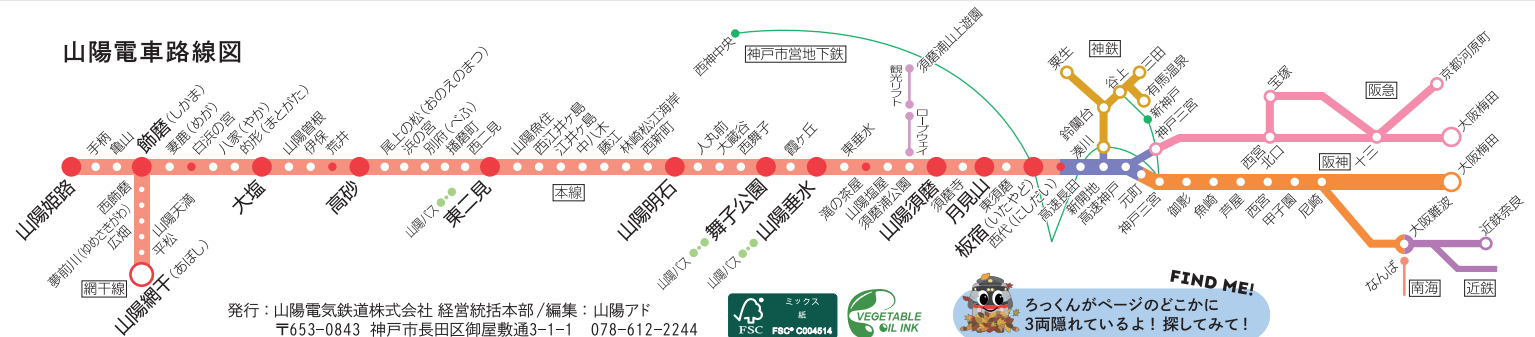 山陽電車路線図
山陽姫路
手柄
亀山
飾磨(しかま)
妻鹿(めが)
白浜の宮
八家(やか)
的形(まとがた)
大塩
山陽曽根
伊保
荒井
高砂
尾上の松(おのえのまつ)
浜の宮
別府(べふ)
播磨町
西二見
東二見
山陽バス
山陽魚住
西江井ヶ島
江井ヶ島
中八木
藤江
林崎松江海岸
西新町
山陽明石
人丸前
大蔵谷
西舞子
舞子公園
山陽バス
霞ヶ丘
山陽垂水
山陽バス
東垂水
滝の茶屋
山陽塩屋
須磨浦公園
山陽須磨
須磨寺
月見山
東須磨
板宿(いたやど)
西代(にしだい)
高速長田
新開地
高速神戸
元町
神戸三宮
御影
魚崎
芦屋
西宮
甲子園
尼崎
大阪難波
近鉄奈良
なんば
南海
近鉄
本線
西飾磨
夢前川(ゆめさきがわ)
広畑
山陽天満
平松
山陽網干(あぼし)
網干線
西神中央
神戸市営地下鉄
観光リフト
ロープウェイ
須磨浦山上遊園
粟生
神鉄
鈴蘭台
谷上
三田
有馬温泉
湊川
新神戸
神戸三宮
宝塚
西宮北口
阪急
十三
京都河原町
大阪梅田
阪神
大阪梅田
発行:山陽電気鉄道株式会社 経営統括本部/編集:山陽アド
〒653-0843 神戸市長田区御屋敷通3-1-1 078-612-2244
FSC
ミックス
紙
FSC® C004514
VEGETABLE
OIL INK
FIND ME!
ろっくんがページのどこかに
3両隠れているよ!探してみて!